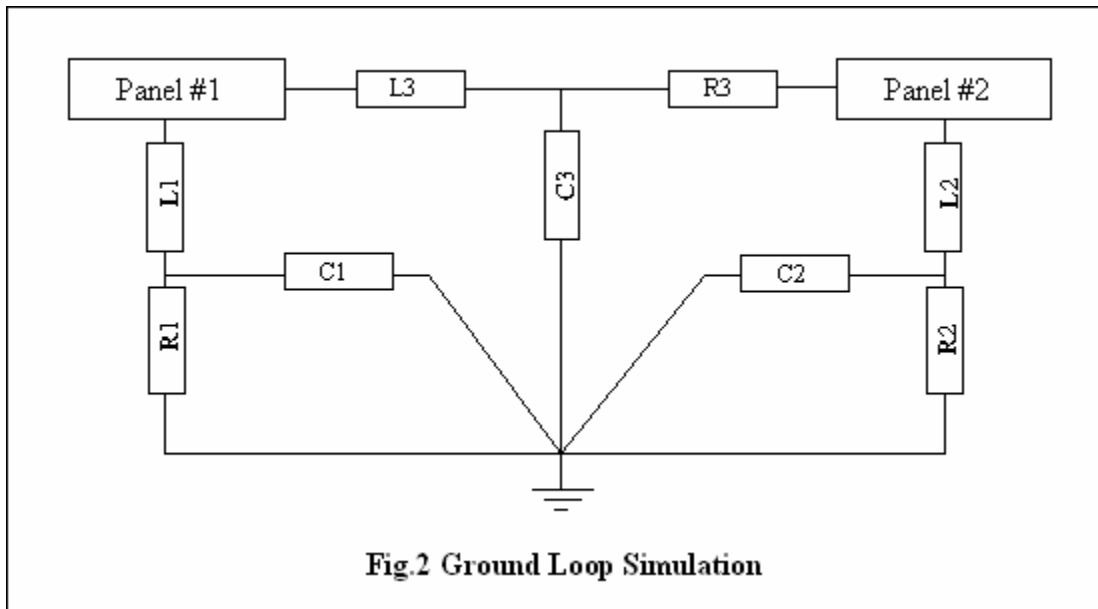 Panel #1
L3
R3
Panel #2
L1
C3
L2
C1
C2
R1
R2
Fig.2 Ground Loop Simulation